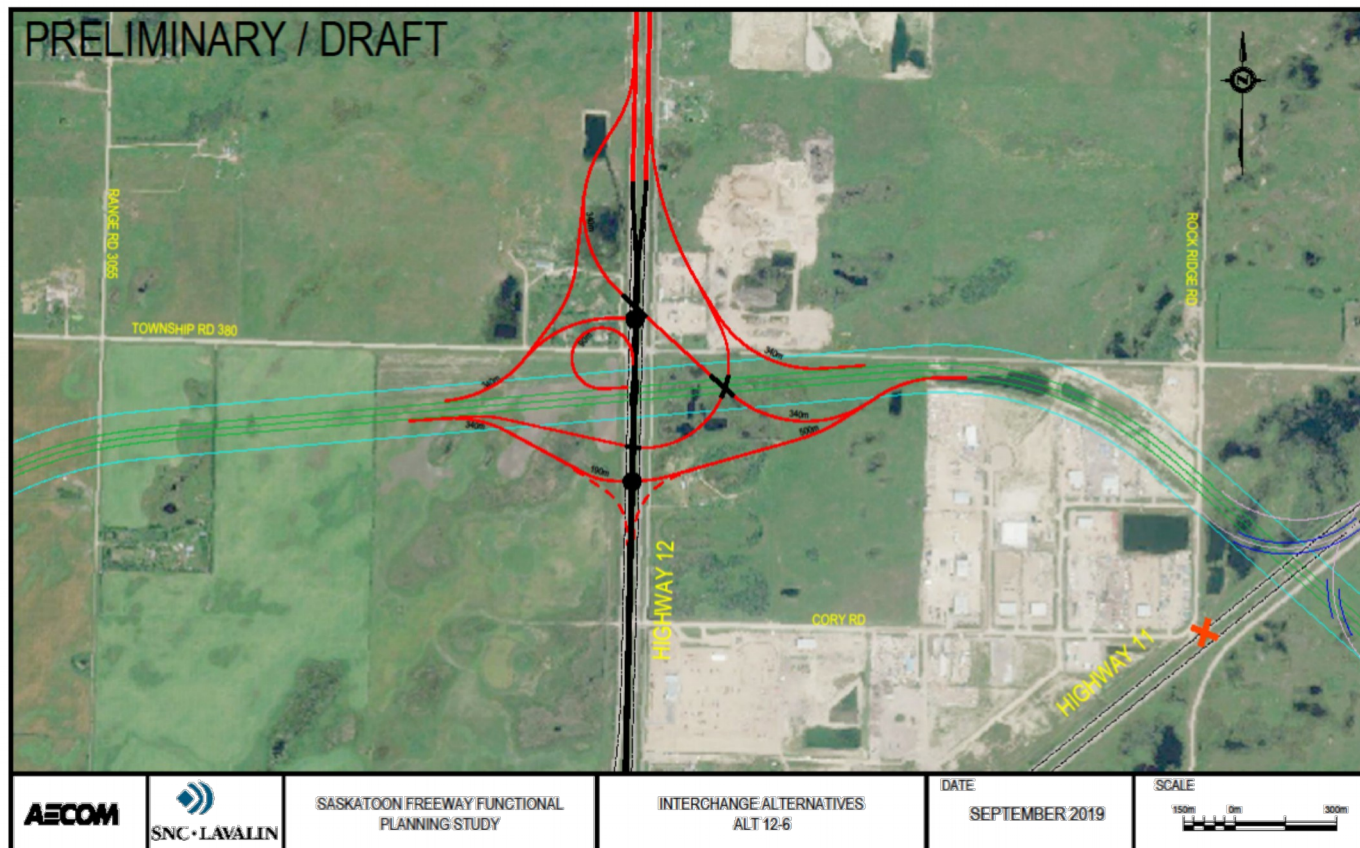 PRELIMINARY / DRAFT
N
RANGE RD 3055
ROCK RIDGE RD
TOWNSHIP RD 380
340m
340m
340m
340m
190m
500m
HIGHWAY 12
CORY RD
HIGHWAY 11
AECOM
SNC·LAVALIN
SASKATOON FREEWAY FUNCTIONAL
PLANNING STUDY
INTERCHANGE ALTERNATIVES
ALT 12-6
DATE
SEPTEMBER 2019
SCALE
150m 0m 300m